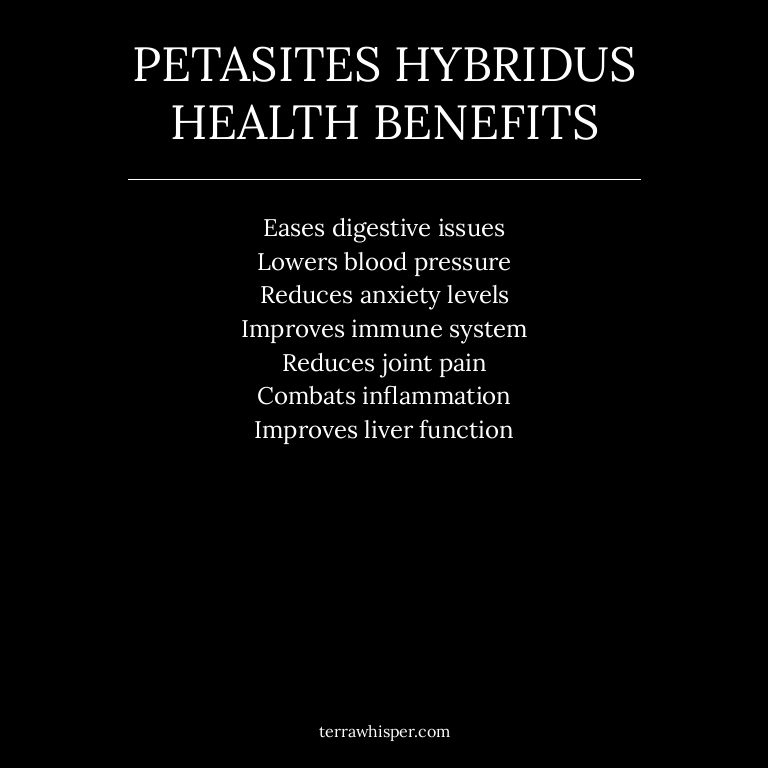 PETASITES HYBRIDUS
HEALTH BENEFITS
Eases digestive issues
Lowers blood pressure
Reduces anxiety levels
Improves immune system
Reduces joint pain
Combats inflammation
Improves liver function
terrawhisper.com